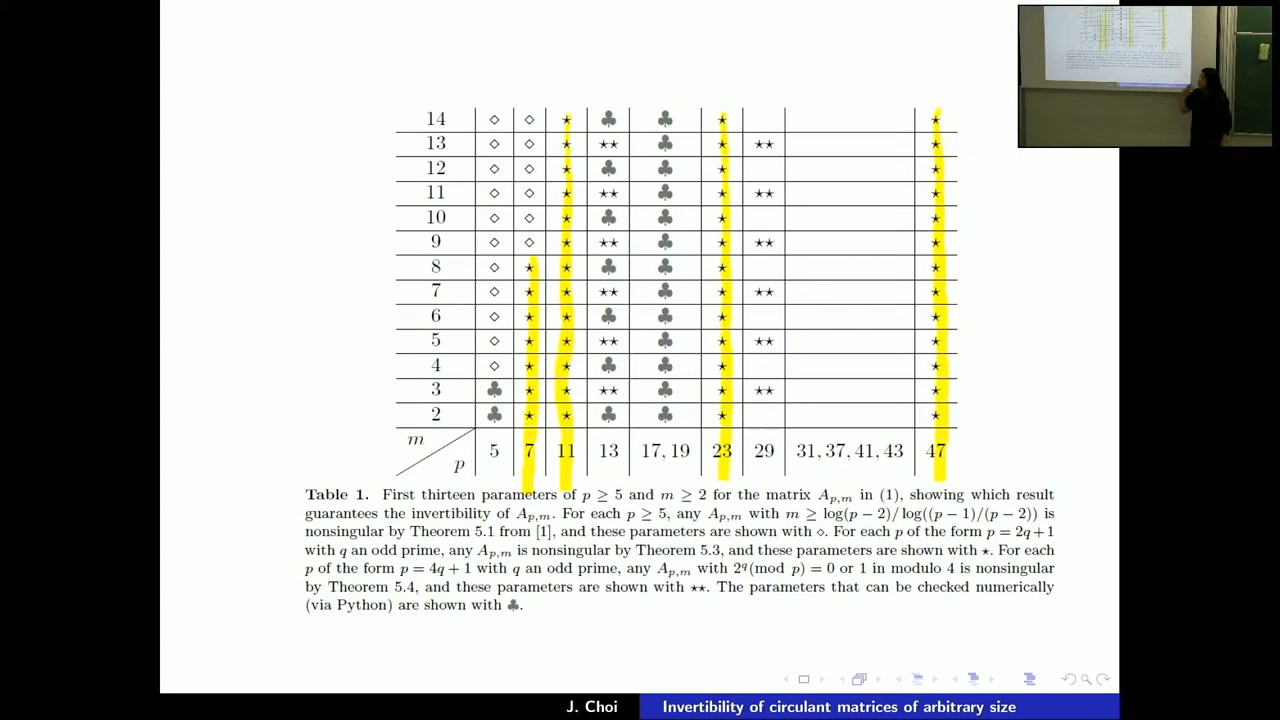 14 ◇ ◇ ⋆ ♣ ♣ ⋆ ⋆
13 ◇ ◇ ⋆ ⋆⋆ ♣ ⋆ ⋆⋆ ⋆
12 ◇ ◇ ⋆ ♣ ♣ ⋆ ⋆
11 ◇ ◇ ⋆ ⋆⋆ ♣ ⋆ ⋆⋆ ⋆
10 ◇ ◇ ⋆ ♣ ♣ ⋆ ⋆
9 ◇ ◇ ⋆ ⋆⋆ ♣ ⋆ ⋆⋆ ⋆
8 ◇ ⋆ ⋆ ♣ ♣ ⋆ ⋆
7 ◇ ⋆ ⋆ ⋆⋆ ♣ ⋆ ⋆⋆ ⋆
6 ◇ ⋆ ⋆ ♣ ♣ ⋆ ⋆
5 ◇ ⋆ ⋆ ⋆⋆ ♣ ⋆ ⋆⋆ ⋆
4 ◇ ⋆ ⋆ ♣ ♣ ⋆ ⋆
3 ♣ ⋆ ⋆ ⋆⋆ ♣ ⋆ ⋆⋆ ⋆
2 ♣ ⋆ ⋆ ♣ ♣ ⋆ ⋆
m p 5 7 11 13 17, 19 23 29 31, 37, 41, 43 47
Table 1. First thirteen parameters of p ≥ 5 and m ≥ 2 for the matrix A_{p,m} in (1), showing which result
guarantees the invertibility of A_{p,m}. For each p ≥ 5, any A_{p,m} with m ≥ log(p − 2)/ log((p − 1)/(p − 2)) is
nonsingular by Theorem 5.1 from [1], and these parameters are shown with ◇. For each p of the form p = 2q + 1
with q an odd prime, any A_{p,m} is nonsingular by Theorem 5.3, and these parameters are shown with ⋆. For each
p of the form p = 4q + 1 with q an odd prime, any A_{p,m} with 2^q(mod p) = 0 or 1 in modulo 4 is nonsingular
by Theorem 5.4, and these parameters are shown with ⋆⋆. The parameters that can be checked numerically
(via Python) are shown with ♣.
J. Choi Invertibility of circulant matrices of arbitrary size